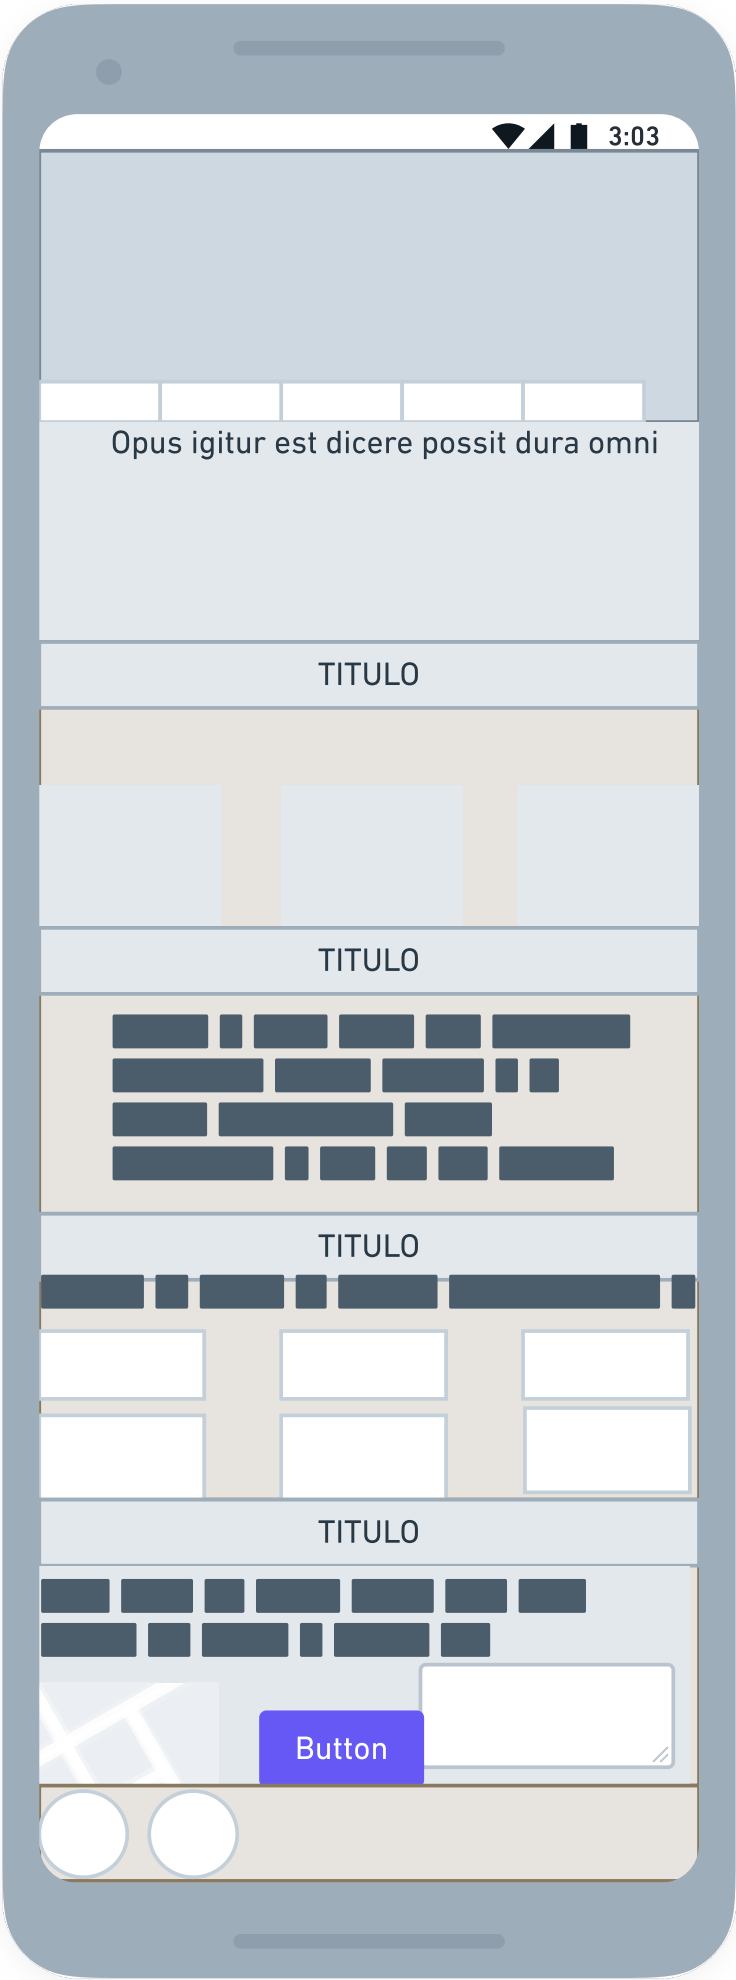 3:03
Opus igitur est dicere possit dura omni
TITULO
TITULO
TITULO
TITULO
Button